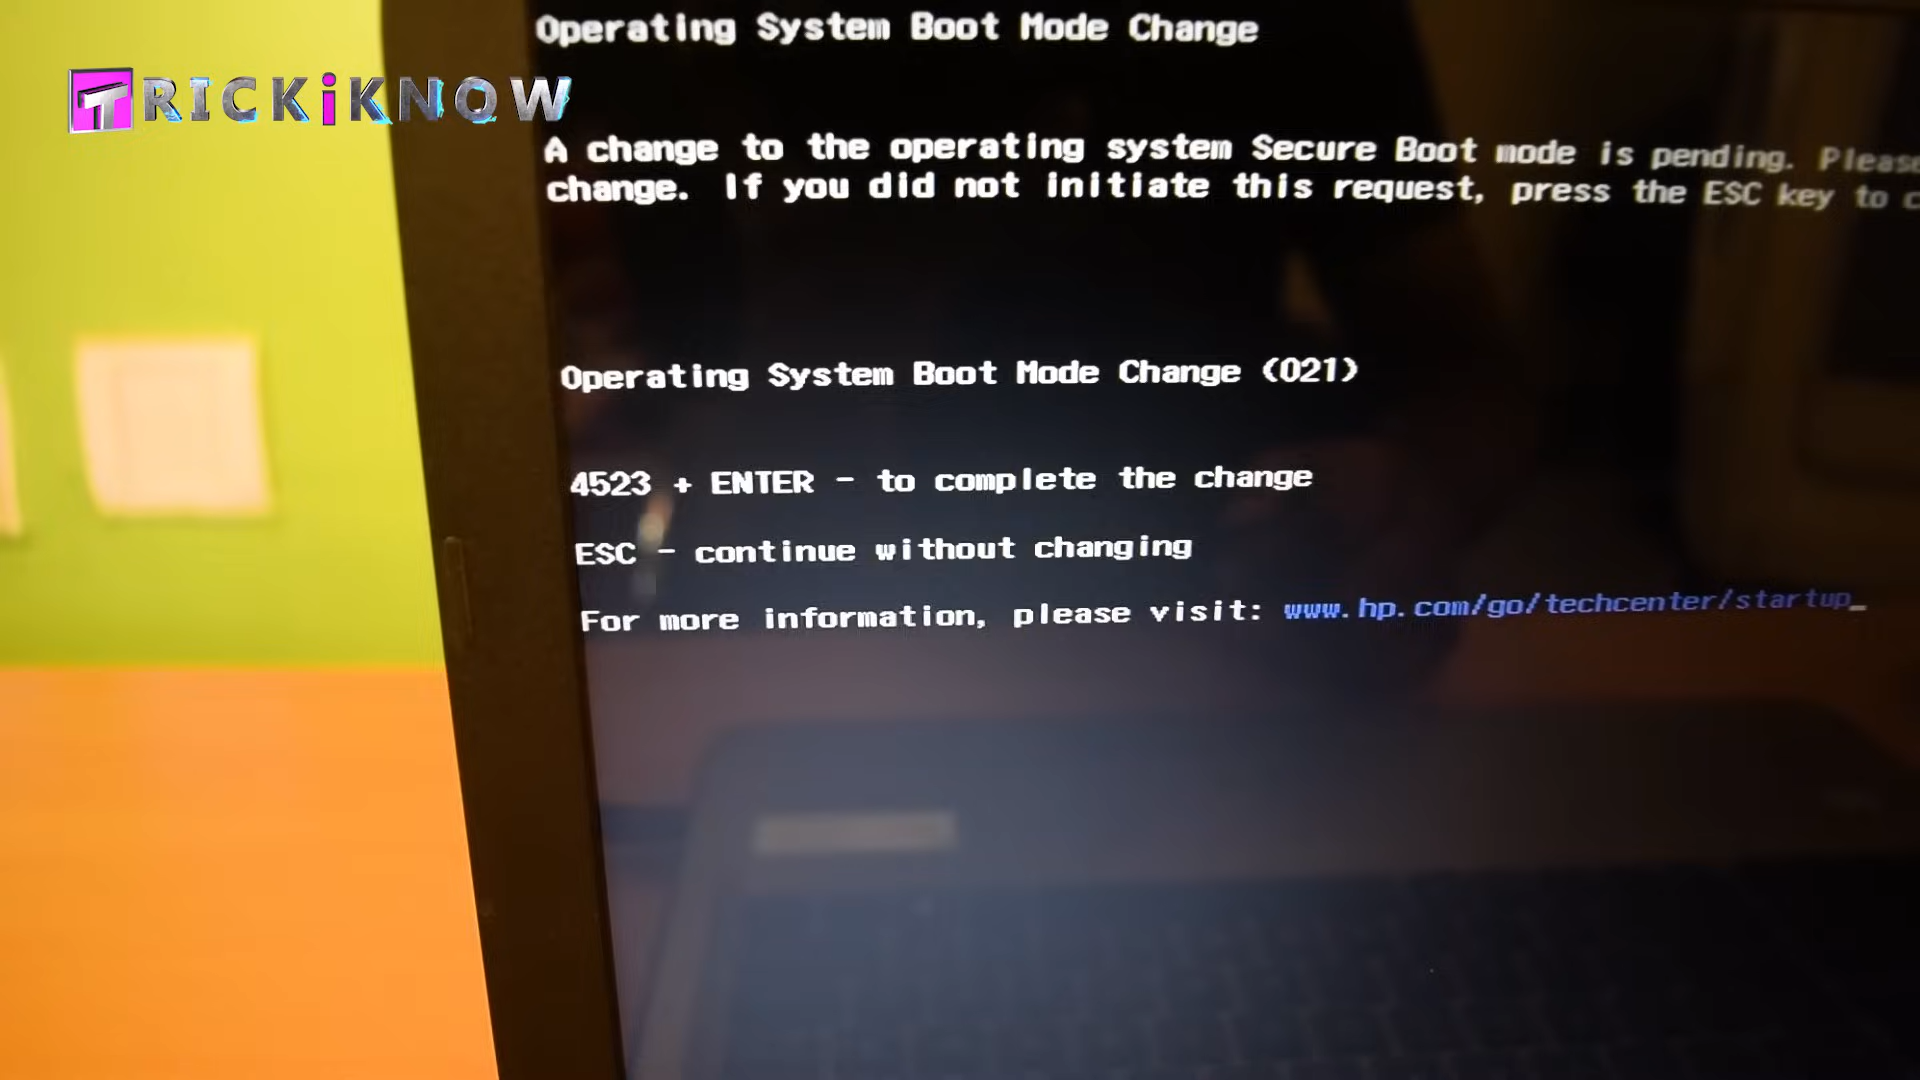 Operating System Boot Mode Change
TRICKiKNOW
A change to the operating system Secure Boot mode is pending. Please
change. If you did not initiate this request, press the ESC key to
Operating System Boot Mode Change (021)
4523 + ENTER - to complete the change
ESC - continue without changing
For more information, please visit: www.hp.com/go/techcenter/startup_